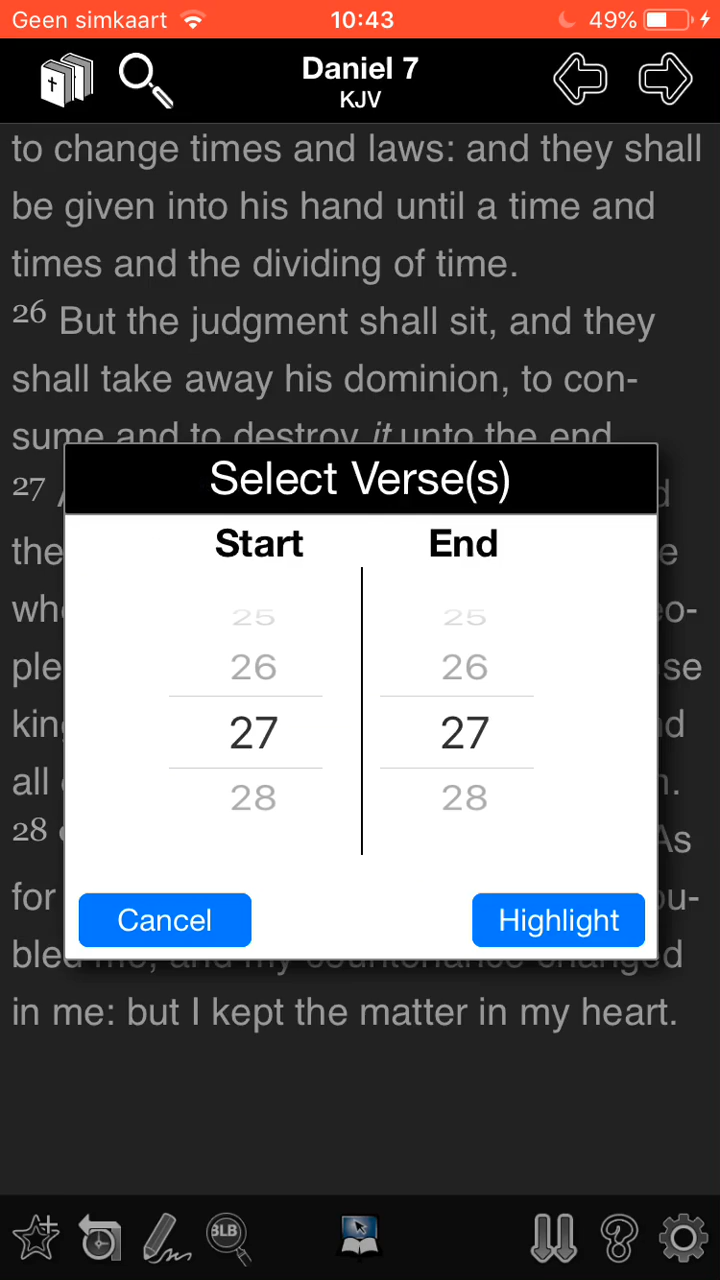 Geen simkaart 10:43 49%
Daniel 7
KJV
to change times and laws: and they shall
be given into his hand until a time and
times and the dividing of time.
26 But the judgment shall sit, and they
shall take away his dominion, to con-
sume and to destroy it unto the end.
27
the
Select Verse(s)
Start End
25 25
26 26
27 27
28 28
all
28 As
for
Cancel Highlight
in me: but I kept the matter in my heart.
BLB